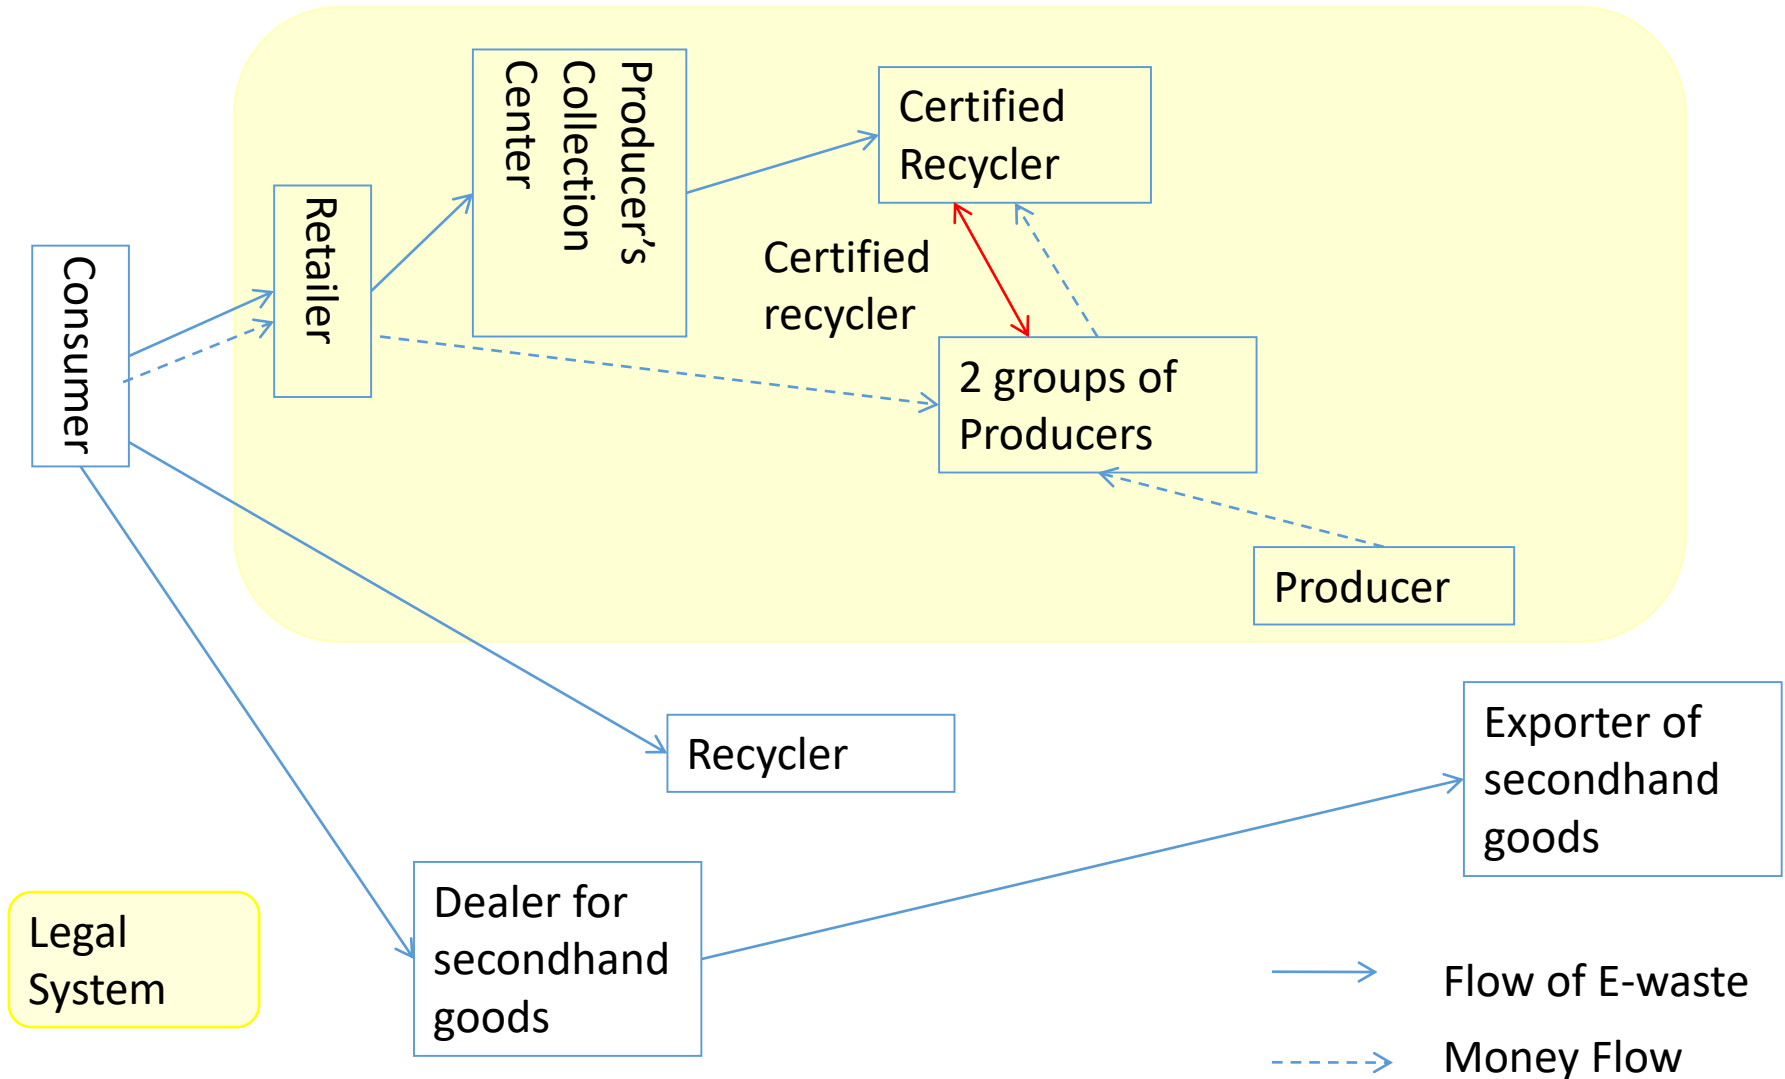 Consumer
Retailer
Producer’s
Collection
Center
Certified
Recycler
Certified
recycler
2 groups of
Producers
Producer
Recycler
Exporter of
secondhand
goods
Dealer for
secondhand
goods
Legal
System
Flow of E-waste
Money Flow